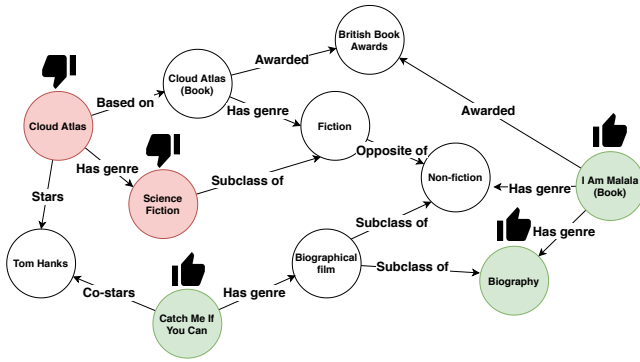 British Book
Awards
Awarded
Cloud Atlas
(Book)
Based on
Has genre
Awarded
Cloud Atlas
Fiction
Opposite of
Has genre
Non-fiction
I Am Malala
(Book)
Has genre
Stars
Science
Fiction
Subclass of
Subclass of
Has genre
Tom Hanks
Biographical
film
Subclass of
Biography
Co-stars
Has genre
Catch Me If
You Can